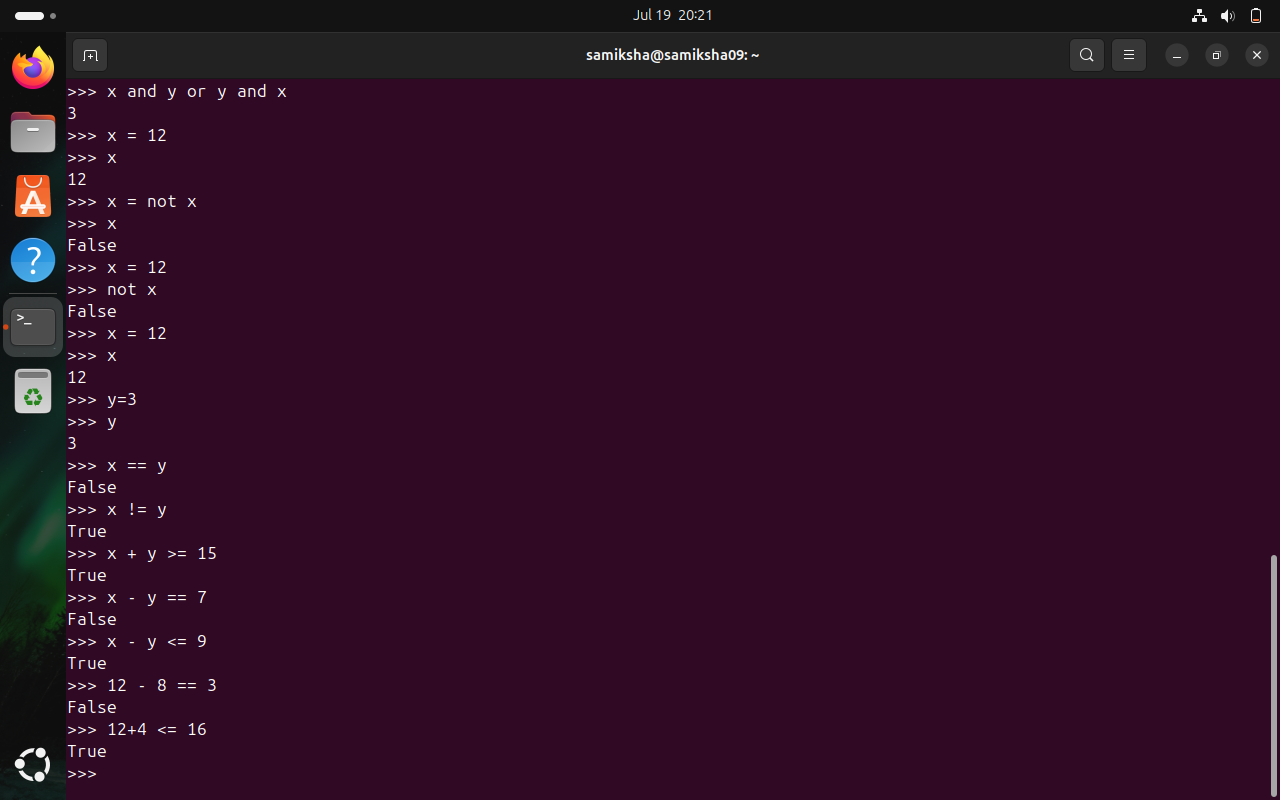 Jul 19 20:21
samiksha@samiksha09: ~
>>> x and y or y and x
3
>>> x = 12
>>> x
12
>>> x = not x
>>> x
False
>>> x = 12
>>> not x
False
>>> x = 12
>>> x
12
>>> y=3
>>> y
3
>>> x == y
False
>>> x != y
True
>>> x + y >= 15
True
>>> x - y == 7
False
>>> x - y <= 9
True
>>> 12 - 8 == 3
False
>>> 12+4 <= 16
True
>>>